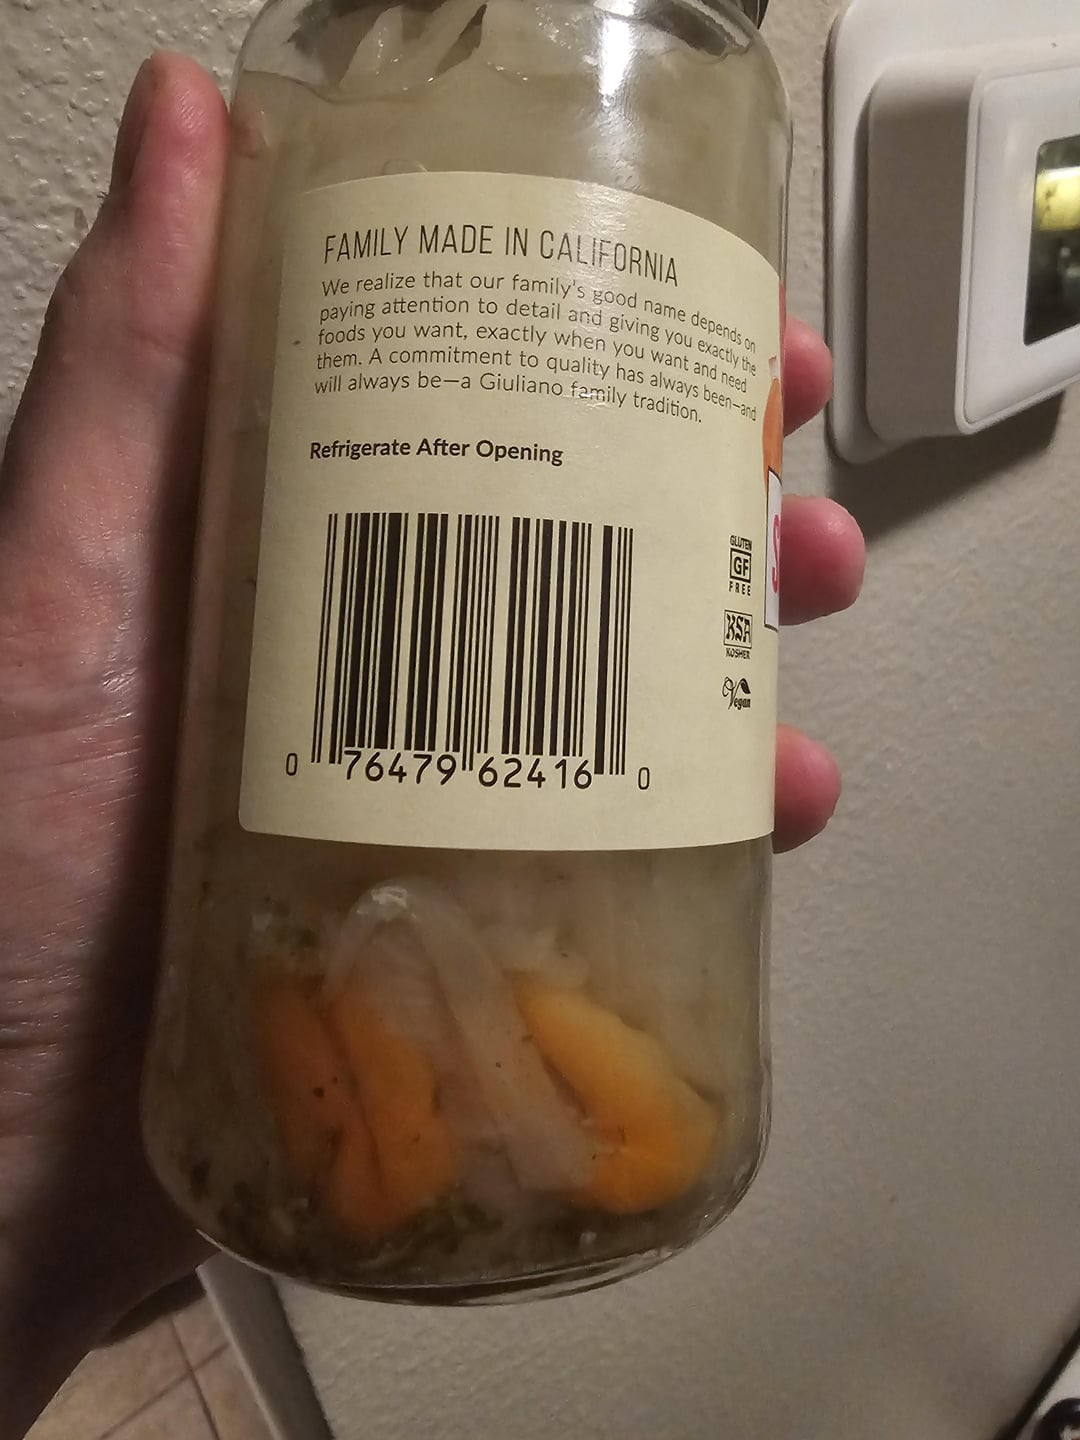 FAMILY MADE IN CALIFORNIA
We realize that our family's good name depends on
paying attention to detail and giving you exactly the
foods you want, exactly when you want and need
them. A commitment to quality has always been—and
will always be—a Giuliano family tradition.
Refrigerate After Opening
GLUTEN
GF
FREE
KSA
KOSHER
Vegan
0 76479 62416 0